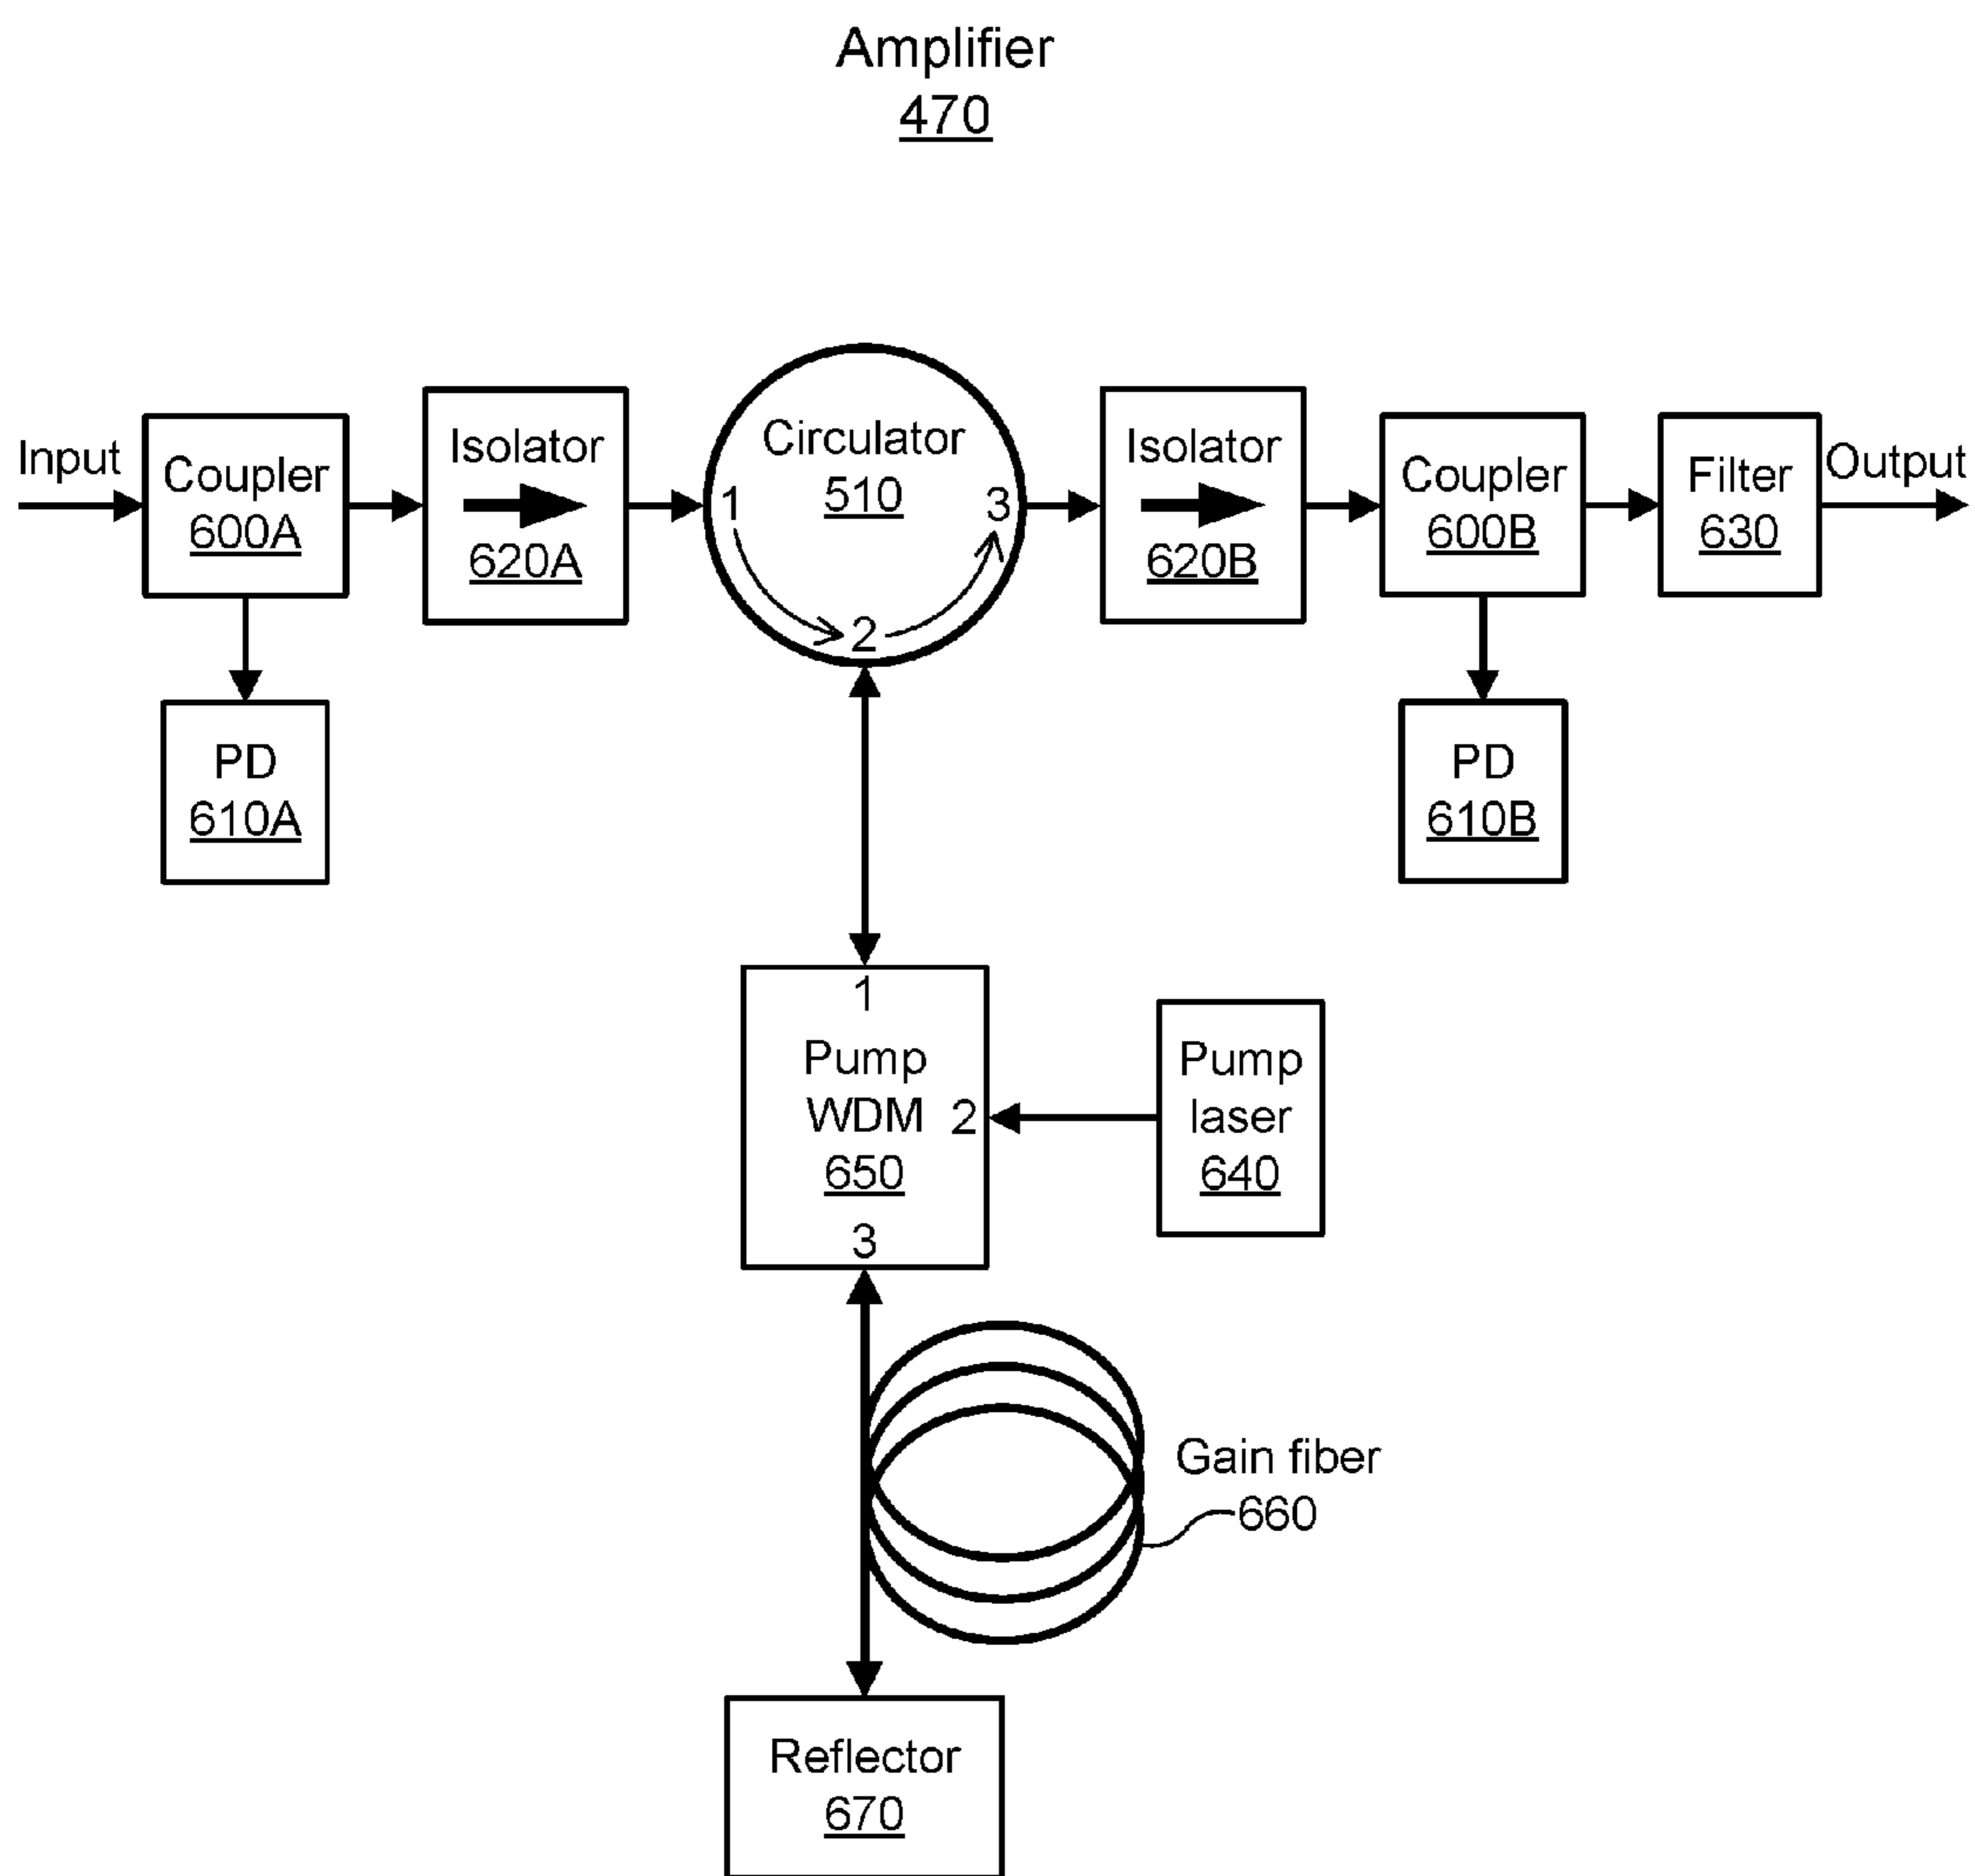 Amplifier
470
Input
Coupler
600A
Isolator
620A
Circulator
510
1
2
3
Isolator
620B
Coupler
600B
Filter
630
Output
PD
610A
PD
610B
1
Pump
WDM
650
2
3
Pump
laser
640
Gain fiber
660
Reflector
670